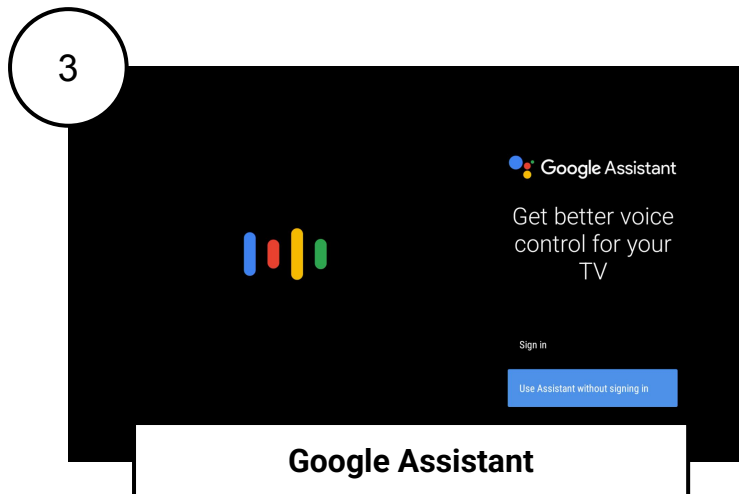 3
Google Assistant
Get better voice
control for your
TV
Sign in
Use Assistant without signing in
Google Assistant